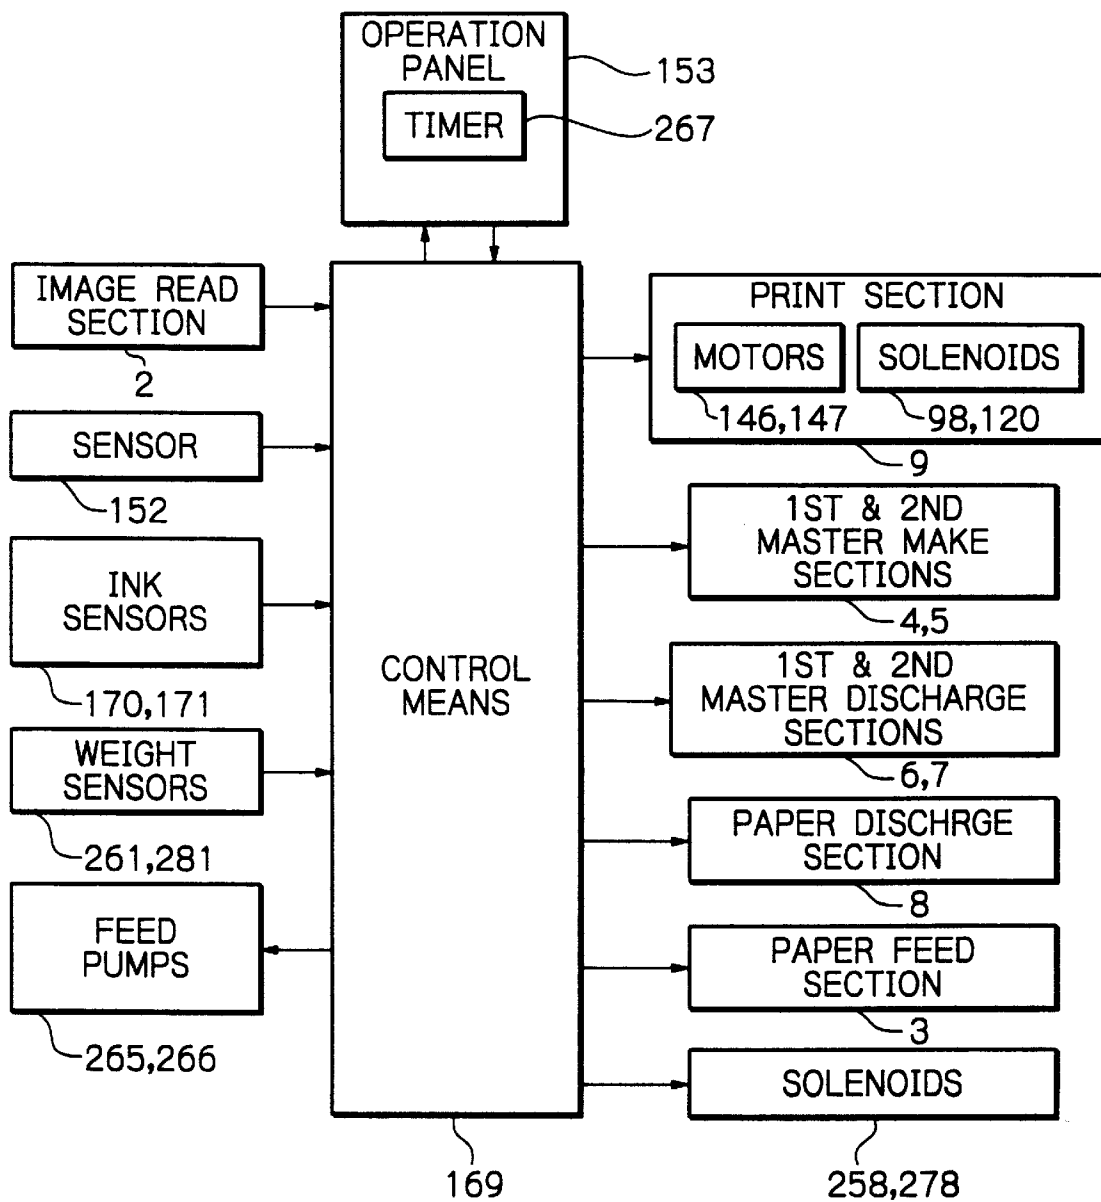 OPERATION
PANEL
153
TIMER
267
IMAGE READ
SECTION
2
SENSOR
152
INK
SENSORS
170,171
WEIGHT
SENSORS
261,281
FEED
PUMPS
265,266
CONTROL
MEANS
169
PRINT SECTION
MOTORS
SOLENOIDS
146,147
98,120
9
1ST & 2ND
MASTER MAKE
SECTIONS
4,5
1ST & 2ND
MASTER DISCHARGE
SECTIONS
6,7
PAPER DISCHRGE
SECTION
8
PAPER FEED
SECTION
3
SOLENOIDS
258,278